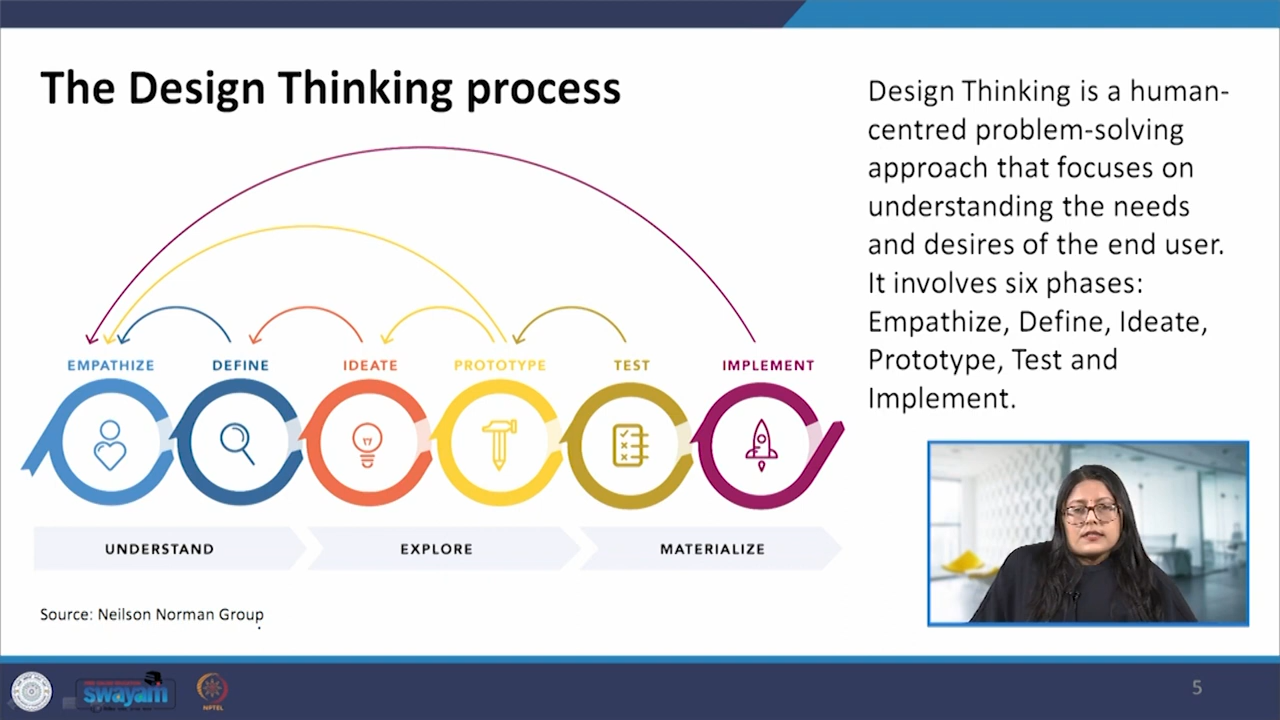 The Design Thinking process
Design Thinking is a human-
centred problem-solving
approach that focuses on
understanding the needs
and desires of the end user.
It involves six phases:
Empathize, Define, Ideate,
Prototype, Test and
Implement.
EMPATHIZE DEFINE IDEATE PROTOTYPE TEST IMPLEMENT
UNDERSTAND EXPLORE MATERIALIZE
Source: Neilson Norman Group
swayam
NPTEL
5